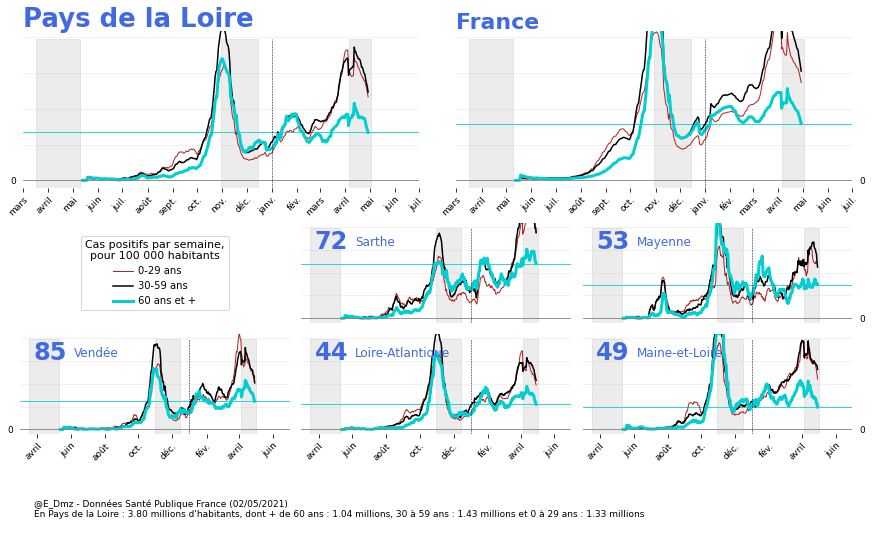 Pays de la Loire
France
0
mars avril mai juin juil. août sept. oct. nov. déc. janv. fév. mars avril mai juin juil.
mars avril mai juin juil. août sept. oct. nov. déc. janv. fév. mars avril mai juin juil.
0
Cas positifs par semaine,
pour 100 000 habitants
0-29 ans
30-59 ans
60 ans et +
72 Sarthe
53 Mayenne
0
85 Vendée
44 Loire-Atlantique
49 Maine-et-Loire
0
0
avril juin août oct. déc. fév. avril juin
avril juin août oct. déc. fév. avril juin
avril juin août oct. déc. fév. avril juin
@E_Dmz - Données Santé Publique France (02/05/2021)
En Pays de la Loire : 3.80 millions d'habitants, dont + de 60 ans : 1.04 millions, 30 à 59 ans : 1.43 millions et 0 à 29 ans : 1.33 millions